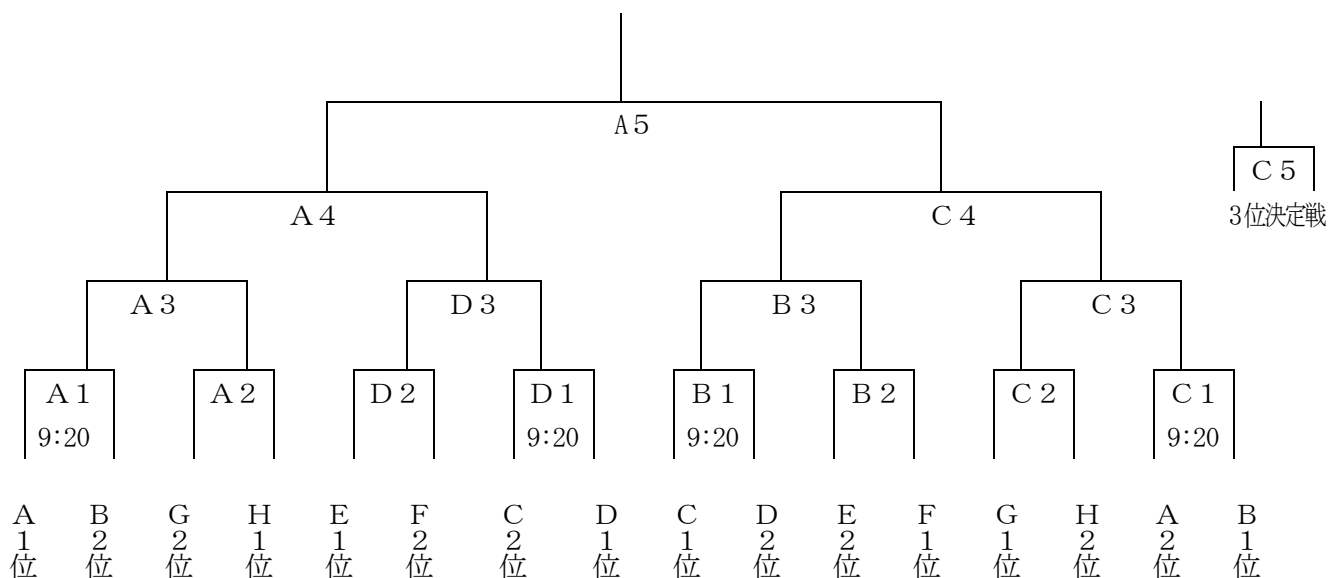 A５
C５
３位決定戦
A４
C４
A３
D３
B３
C３
A１
A２
D２
D１
B１
B２
C２
C１
9:20
9:20
9:20
9:20
A１位
B２位
G２位
H１位
E１位
F２位
C２位
D１位
C１位
D２位
E２位
F１位
G１位
H２位
A２位
B１位